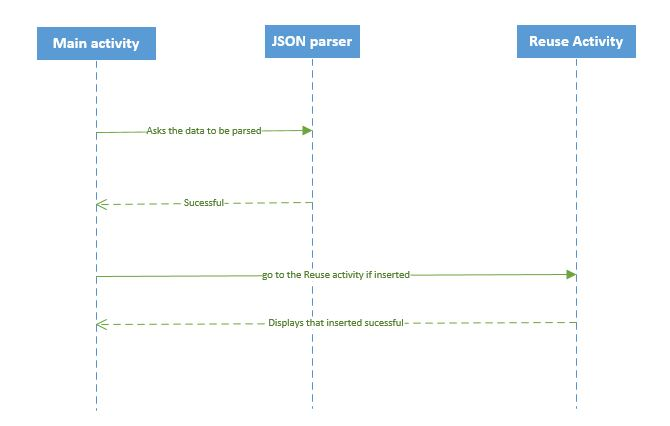 Main activity
JSON parser
Reuse Activity
Asks the data to be parsed
Sucessful
go to the Reuse activity if inserted
Displays that inserted sucessful